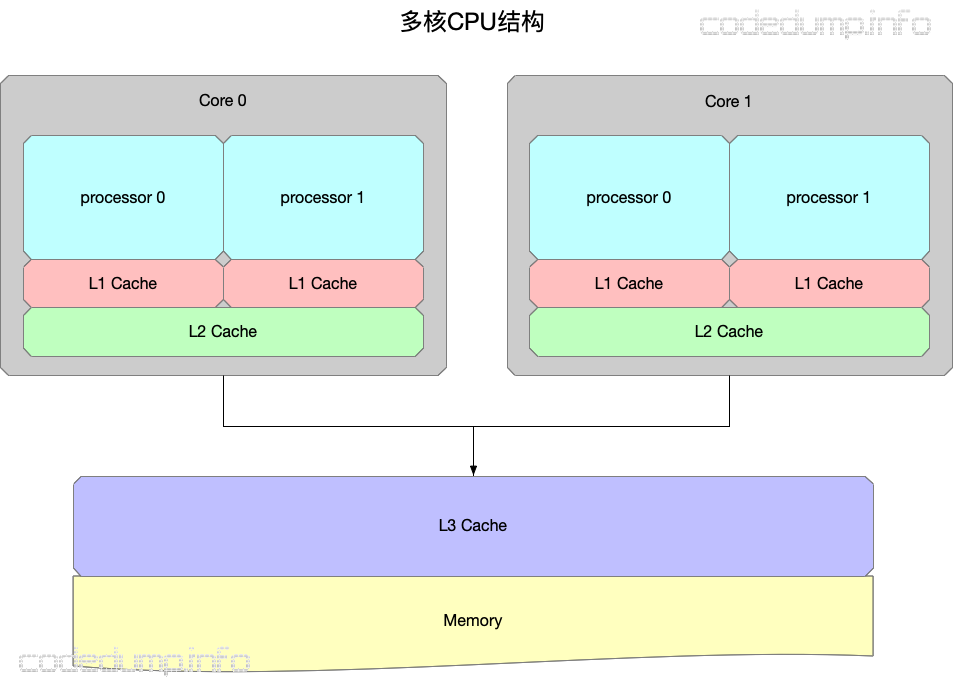 多核CPU结构
codedump.info
Core 0
Core 1
processor 0
processor 1
processor 0
processor 1
L1 Cache
L1 Cache
L1 Cache
L1 Cache
L2 Cache
L2 Cache
L3 Cache
Memory
codedump.info